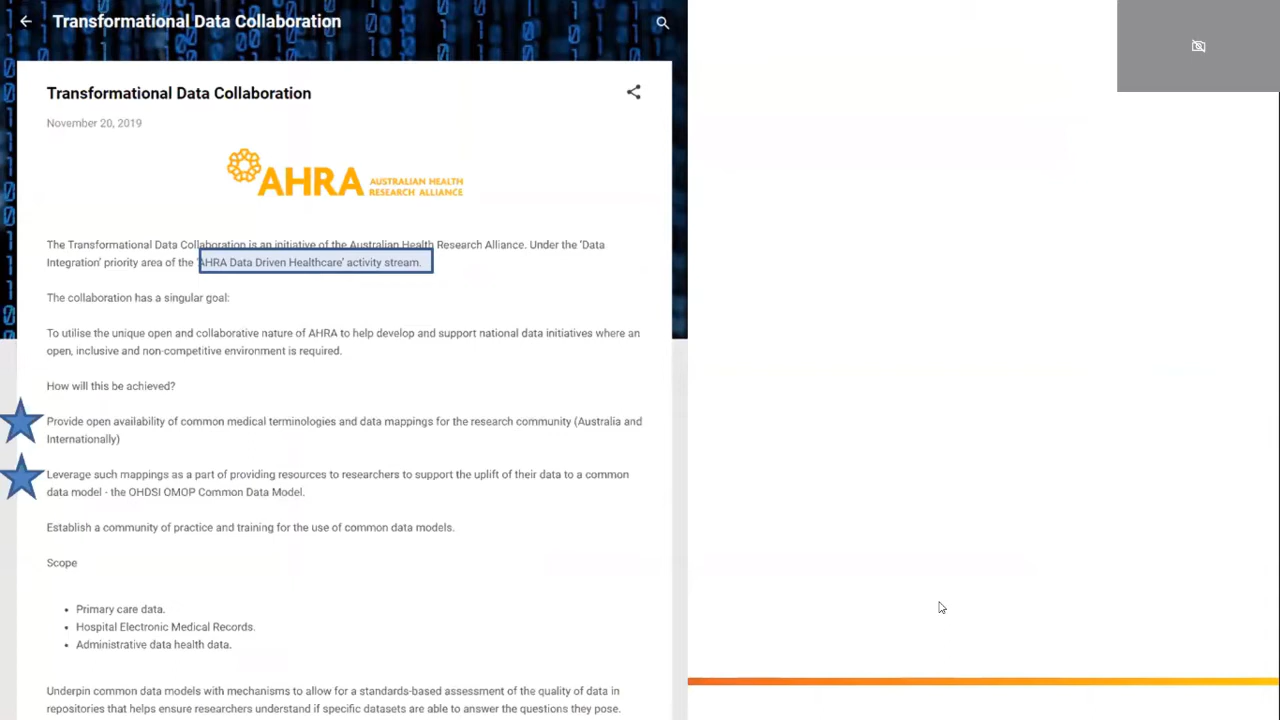 Transformational Data Collaboration
Transformational Data Collaboration
November 20, 2019
AHRA AUSTRALIAN HEALTH
RESEARCH ALLIANCE
The Transformational Data Collaboration is an initiative of the Australian Health Research Alliance. Under the 'Data
Integration' priority area of the 'AHRA Data Driven Healthcare' activity stream.
The collaboration has a singular goal:
To utilise the unique open and collaborative nature of AHRA to help develop and support national data initiatives where an
open, inclusive and non-competitive environment is required.
How will this be achieved?
Provide open availability of common medical terminologies and data mappings for the research community (Australia and
Internationally)
Leverage such mappings as a part of providing resources to researchers to support the uplift of their data to a common
data model - the OHDSI OMOP Common Data Model.
Establish a community of practice and training for the use of common data models.
Scope
• Primary care data.
• Hospital Electronic Medical Records.
• Administrative data health data.
Underpin common data models with mechanisms to allow for a standards-based assessment of the quality of data in
repositories that helps ensure researchers understand if specific datasets are able to answer the questions they pose.